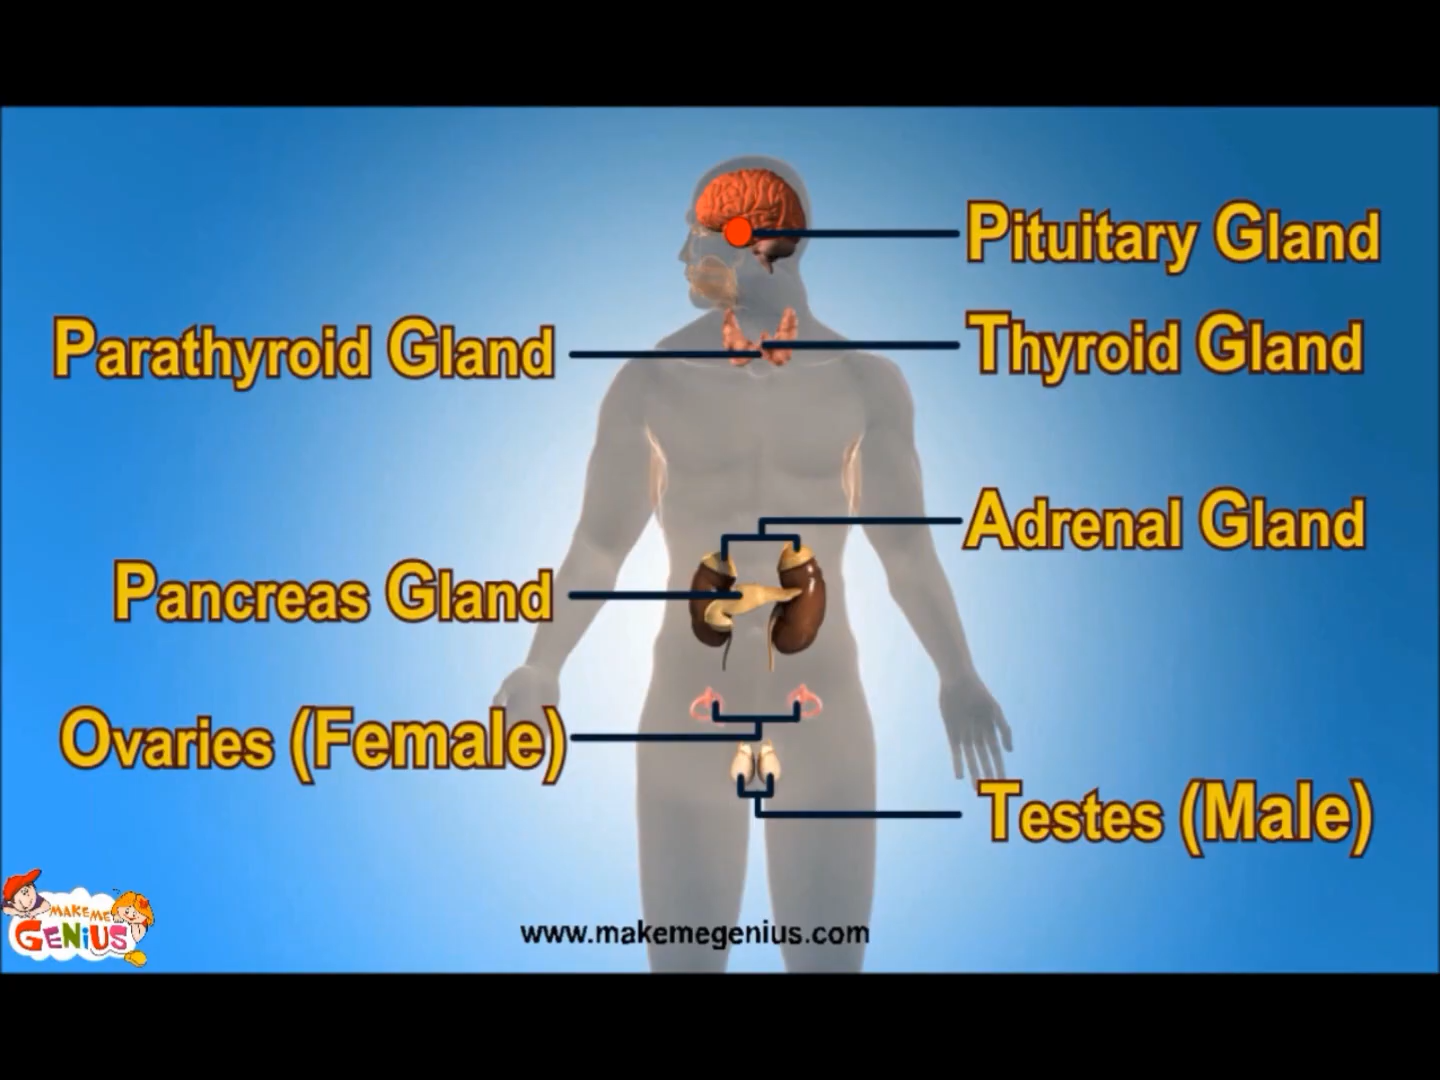 Pituitary Gland
Parathyroid Gland
Thyroid Gland
Adrenal Gland
Pancreas Gland
Ovaries (Female)
Testes (Male)
MAKE ME
GENiUS
www.makemegenius.com